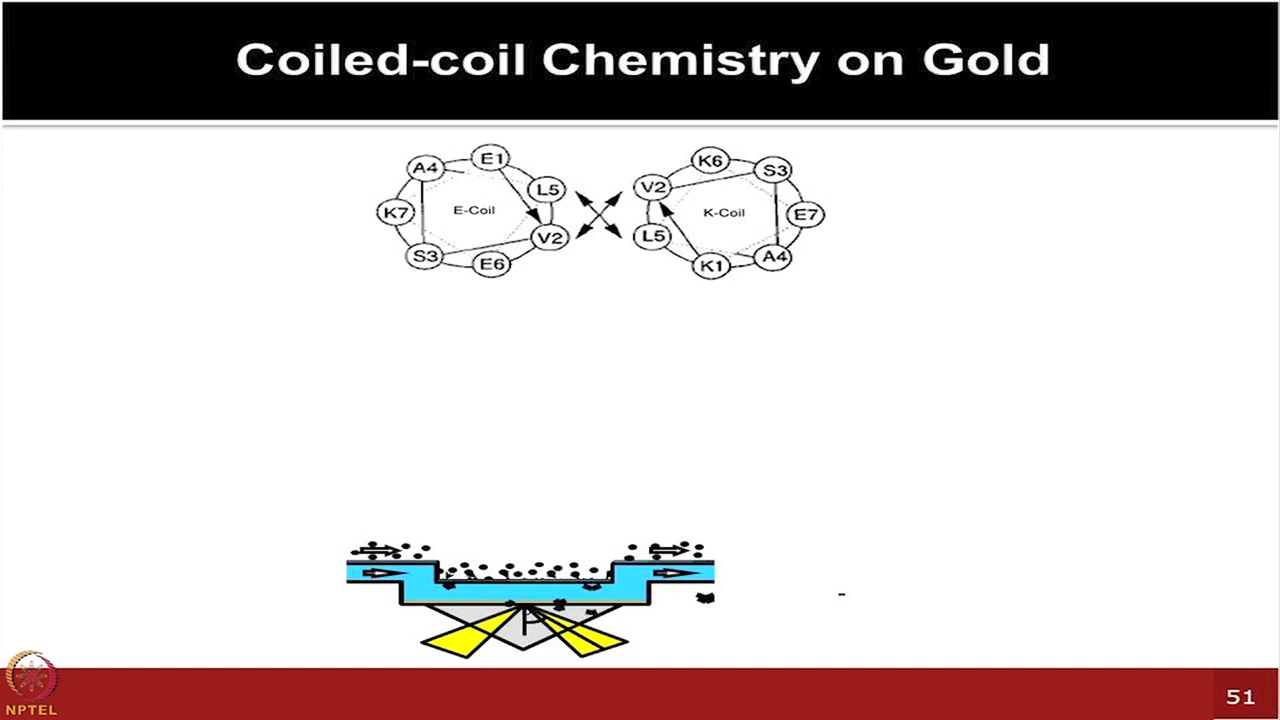 Coiled-coil Chemistry on Gold
E1
A4
L5
K7
E-Coil
V2
S3
E6
K6
S3
V2
K-Coil
E7
L5
A4
K1
NPTEL
51